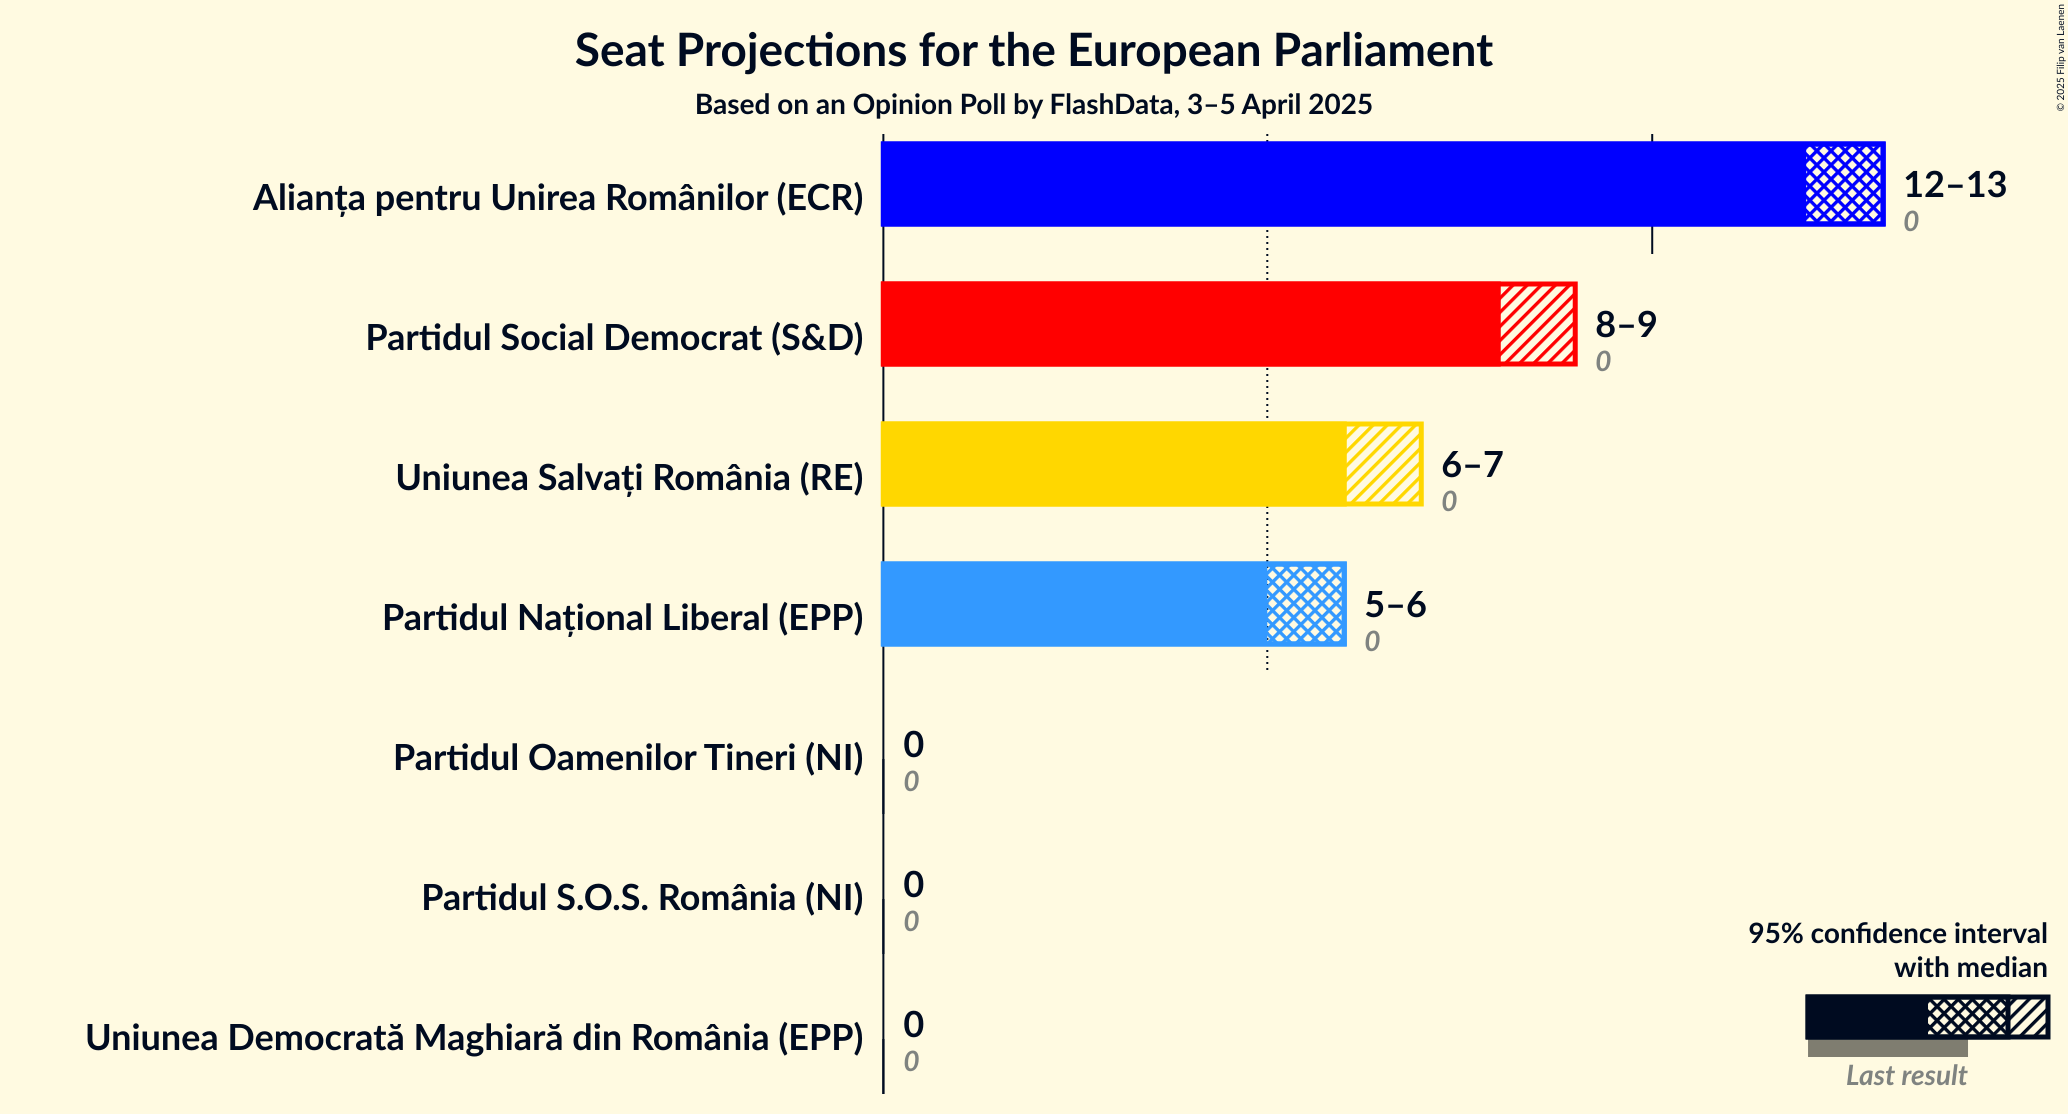 Seat Projections for the European Parliament
Based on an Opinion Poll by FlashData, 3–5 April 2025
© 2025 Filip van Laenen
Alianța pentru Unirea Românilor (ECR)
12–13
0
Partidul Social Democrat (S&D)
8–9
0
Uniunea Salvați România (RE)
6–7
0
Partidul Național Liberal (EPP)
5–6
0
Partidul Oamenilor Tineri (NI)
0
0
Partidul S.O.S. România (NI)
0
0
Uniunea Democrată Maghiară din România (EPP)
0
0
95% confidence interval
with median
Last result